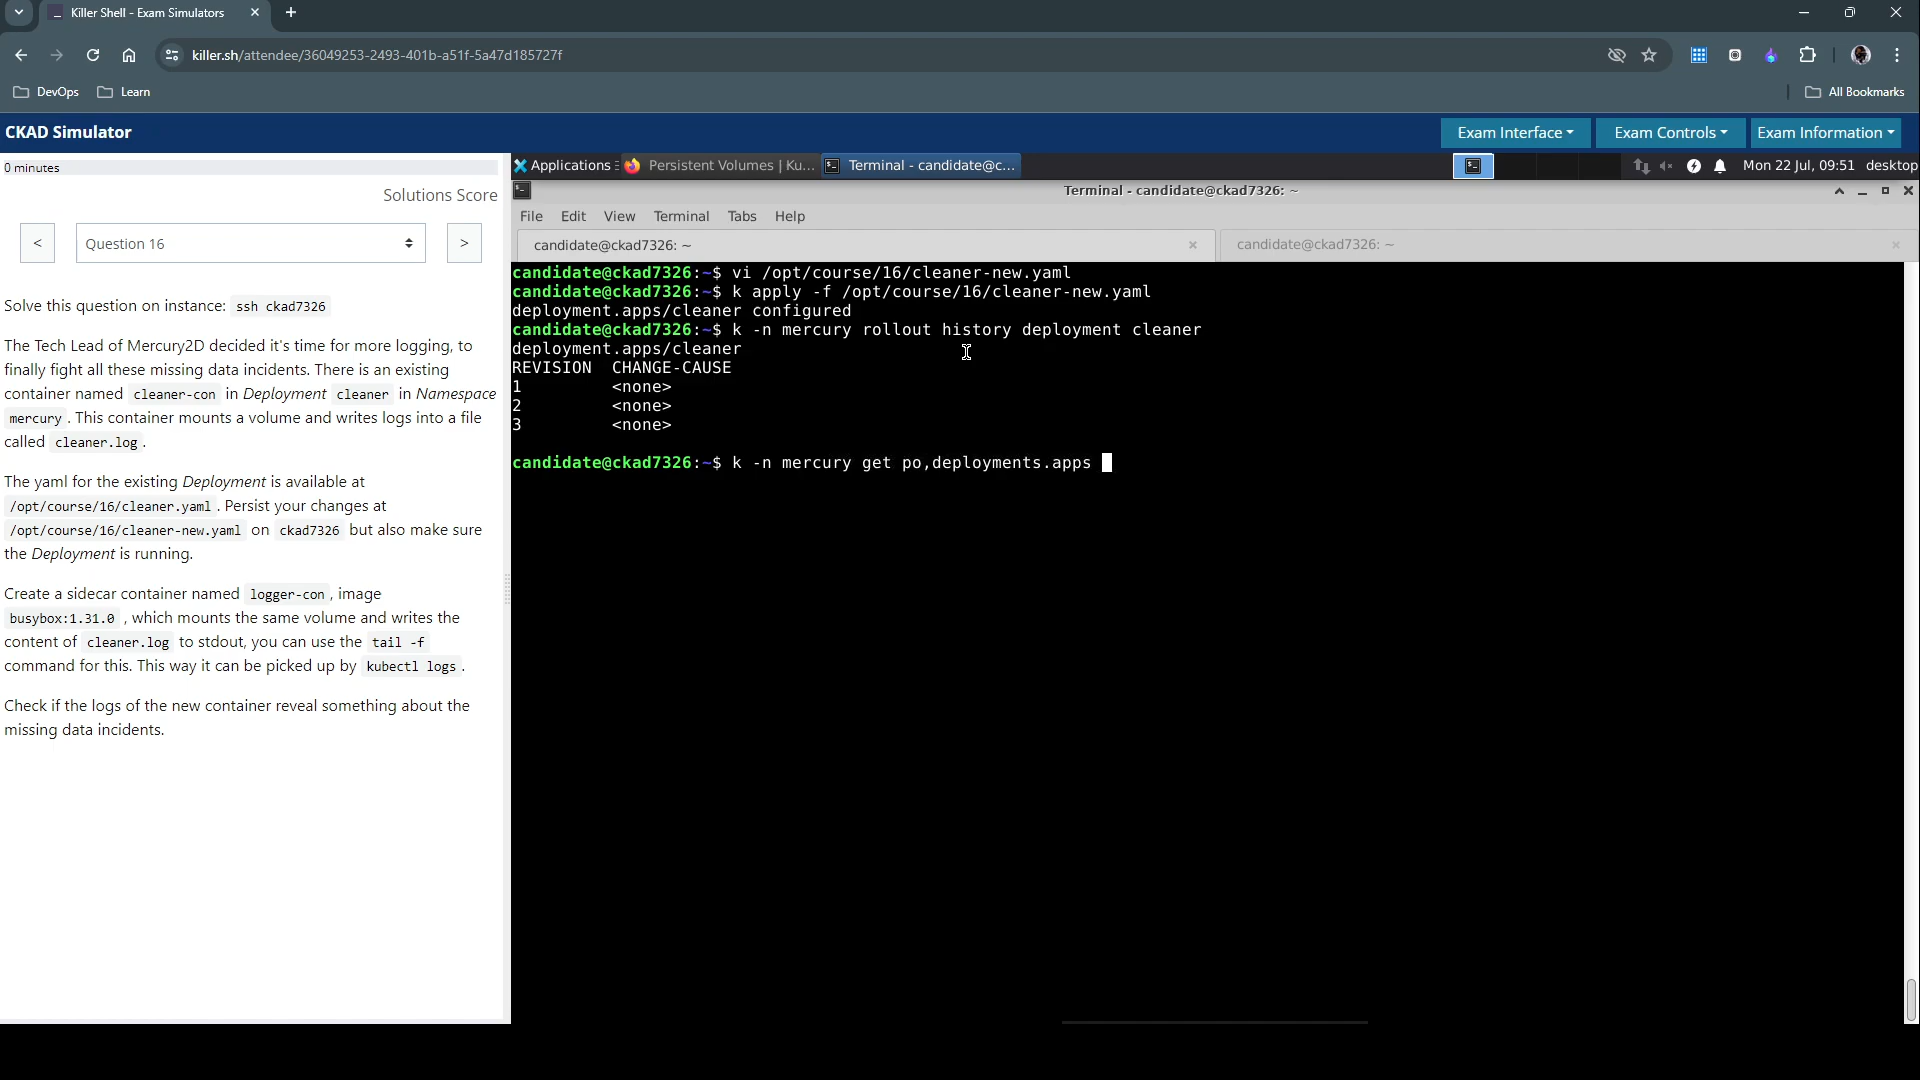 Killer Shell - Exam Simulators
killer.sh/attendee/36049253-2493-401b-a51f-5a47d185727f
DevOps
Learn
All Bookmarks
CKAD Simulator
Exam Interface
Exam Controls
Exam Information
0 minutes
Solutions Score
<
Question 16
>
Solve this question on instance: ssh ckad7326
The Tech Lead of Mercury2D decided it's time for more logging, to
finally fight all these missing data incidents. There is an existing
container named cleaner-con in Deployment cleaner in Namespace
mercury . This container mounts a volume and writes logs into a file
called cleaner.log .
The yaml for the existing Deployment is available at
/opt/course/16/cleaner.yaml . Persist your changes at
/opt/course/16/cleaner-new.yaml on ckad7326 but also make sure
the Deployment is running.
Create a sidecar container named logger-con , image
busybox:1.31.0 , which mounts the same volume and writes the
content of cleaner.log to stdout, you can use the tail -f
command for this. This way it can be picked up by kubectl logs .
Check if the logs of the new container reveal something about the
missing data incidents.
Applications
Persistent Volumes | Ku...
Terminal - candidate@c...
Mon 22 Jul, 09:51 desktop
Terminal - candidate@ckad7326: ~
File Edit View Terminal Tabs Help
candidate@ckad7326: ~
candidate@ckad7326: ~
candidate@ckad7326:~$ vi /opt/course/16/cleaner-new.yaml
candidate@ckad7326:~$ k apply -f /opt/course/16/cleaner-new.yaml
deployment.apps/cleaner configured
candidate@ckad7326:~$ k -n mercury rollout history deployment cleaner
deployment.apps/cleaner
REVISION CHANGE-CAUSE
1 <none>
2 <none>
3 <none>
candidate@ckad7326:~$ k -n mercury get po,deployments.apps